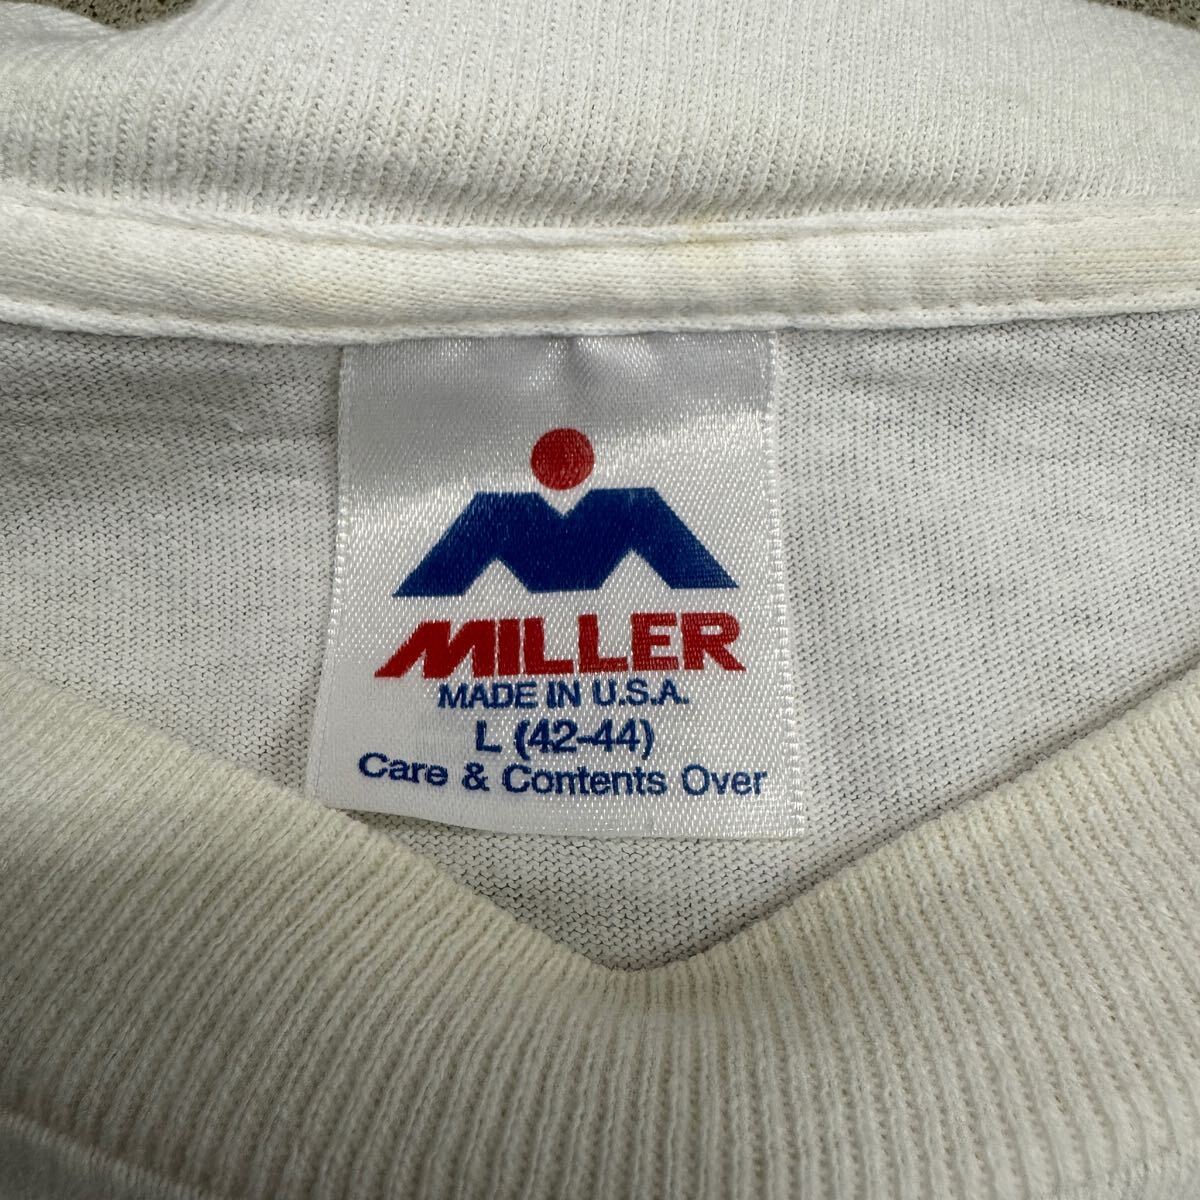 MILLER
MADE IN U.S.A.
L (42-44)
Care & Contents Over